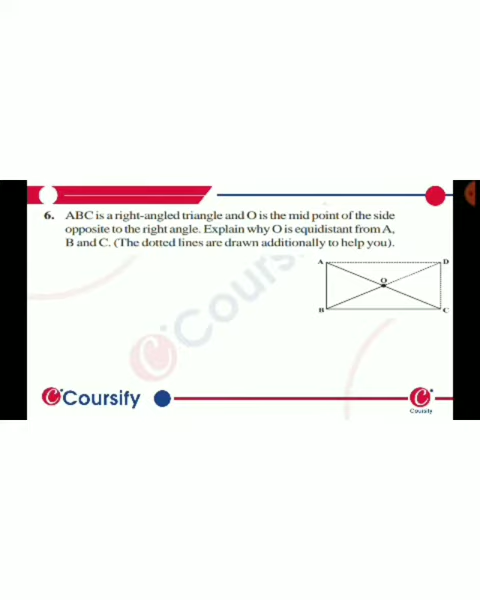 6. ABC is a right-angled triangle and O is the mid point of the side
opposite to the right angle. Explain why O is equidistant from A,
B and C. (The dotted lines are drawn additionally to help you).
A
D
O
B
C
Cours
Coursify
Coursify